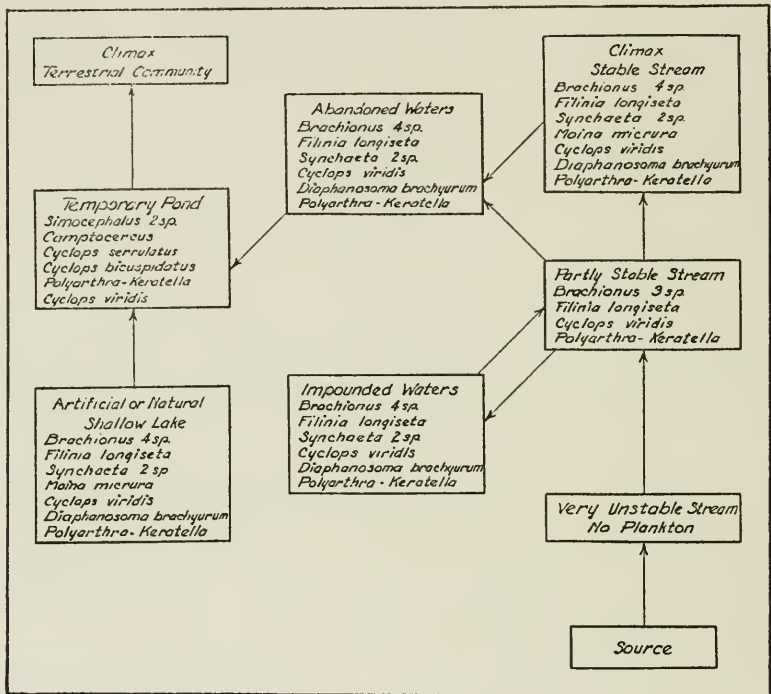 Climax
Terrestrial Community
Temporary Pond
Simocephalus 2 sp.
Camptocercus
Cyclops serrulatus
Cyclops bicuspidatus
Polyarthra-Keratella
Cyclops viridis
Artificial or Natural
Shallow Lake
Brachionus 4 sp.
Filinia longiseta
Synchaeta 2 sp
Moina micrura
Cyclops viridis
Diaphanosoma brachyurum
Polyarthra-Keratella
Abandoned Waters
Brachionus 4 sp.
Filinia longiseta
Synchaeta 2 sp.
Cyclops viridis
Diaphanosoma brachyurum
Polyarthra-Keratella
Impounded Waters
Brachionus 4 sp.
Filinia longiseta
Synchaeta 2 sp
Cyclops viridis
Diaphanosoma brachyurum
Polyarthra-Keratella
Climax
Stable Stream
Brachionus 4 sp.
Filinia longiseta
Synchaeta 2 sp.
Moina micrura
Cyclops viridis
Diaphanosoma brachyurum
Polyarthra-Keratella
Partly Stable Stream
Brachionus 3 sp.
Filinia longiseta
Cyclops viridis
Polyarthra-Keratella
Very Unstable Stream
No Plankton
Source